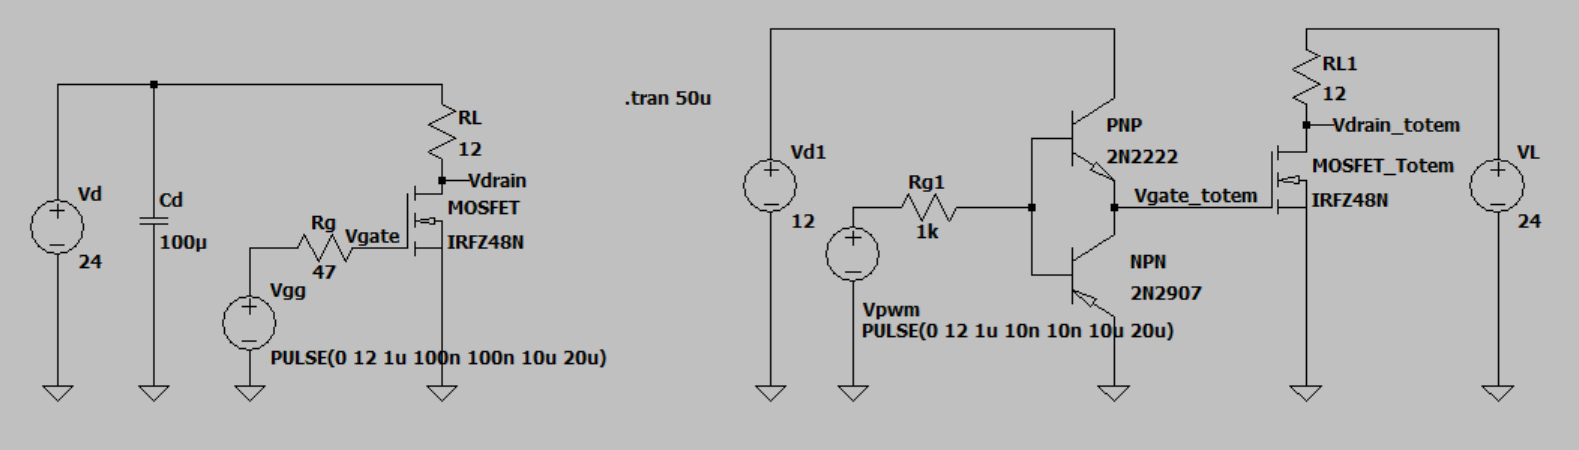 Vd
24
Cd
100µ
Rg
47
Vgate
Vgg
PULSE(0 12 1u 100n 100n 10u 20u)
RL
12
Vdrain
MOSFET
IRFZ48N
.tran 50u
Vd1
12
Rg1
1k
Vpwm
PULSE(0 12 1u 10n 10n 10u 20u)
PNP
2N2222
Vgate_totem
NPN
2N2907
RL1
12
Vdrain_totem
MOSFET_Totem
IRFZ48N
VL
24